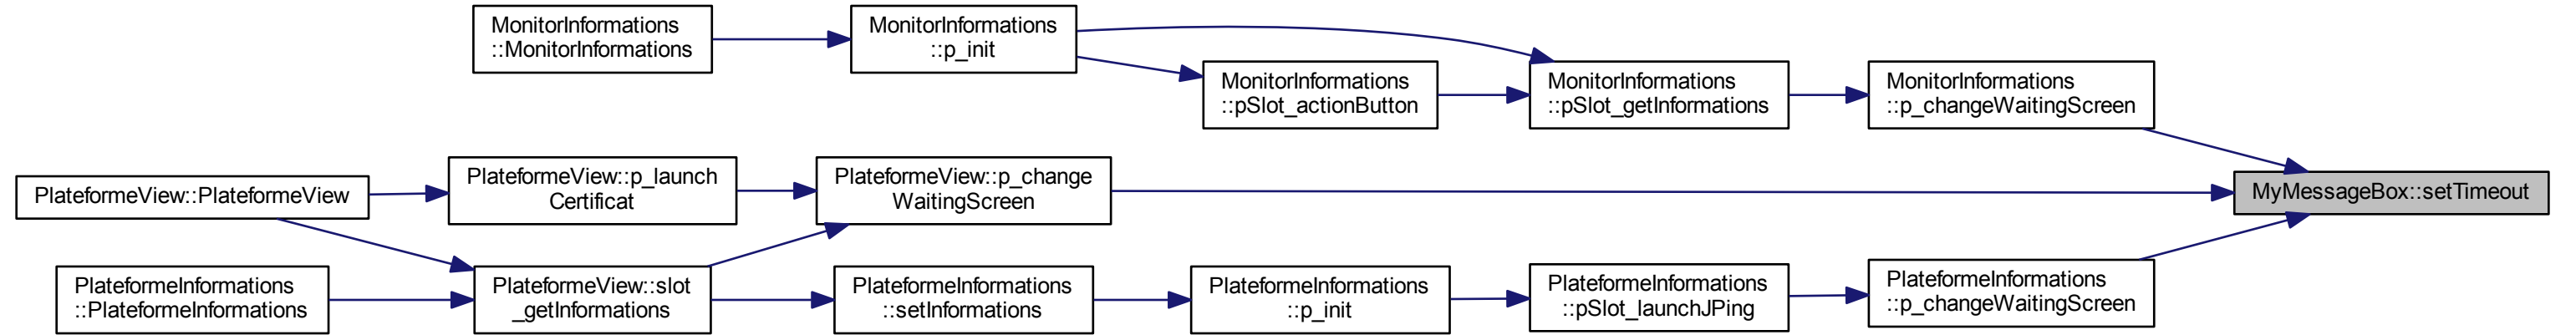 MonitorInformations
::MonitorInformations
MonitorInformations
::p_init
MonitorInformations
::pSlot_actionButton
MonitorInformations
::pSlot_getInformations
MonitorInformations
::p_changeWaitingScreen
PlateformeView::PlateformeView
PlateformeView::p_launch
Certificat
PlateformeView::p_change
WaitingScreen
MyMessageBox::setTimeout
PlateformeInformations
::PlateformeInformations
PlateformeView::slot
_getInformations
PlateformeInformations
::setInformations
PlateformeInformations
::p_init
PlateformeInformations
::pSlot_launchJPing
PlateformeInformations
::p_changeWaitingScreen